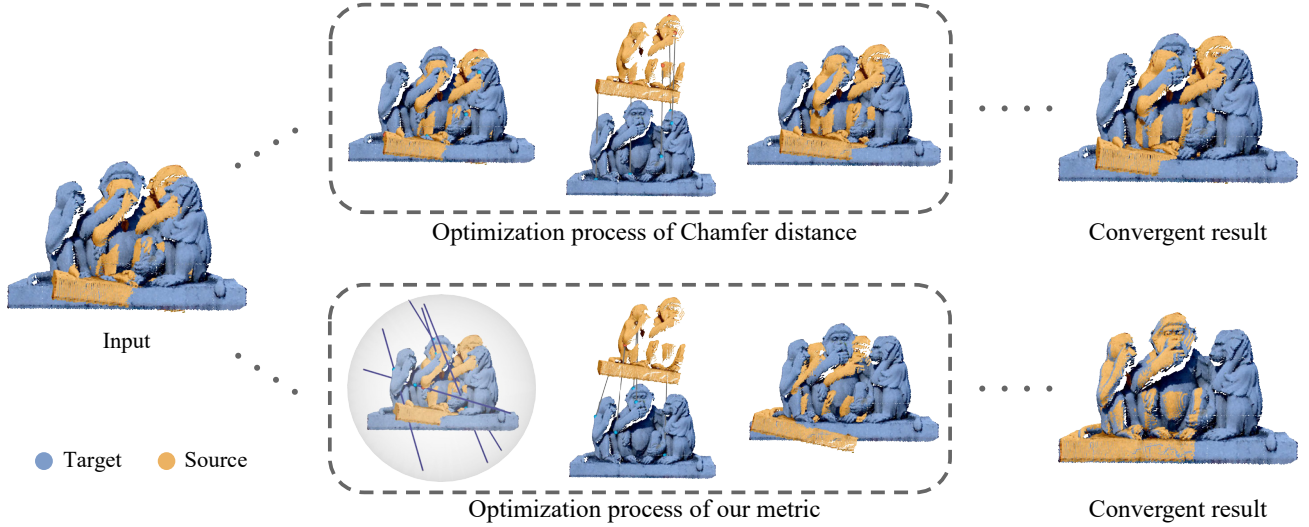 Optimization process of Chamfer distance
Convergent result
Input
Target
Source
Optimization process of our metric
Convergent result